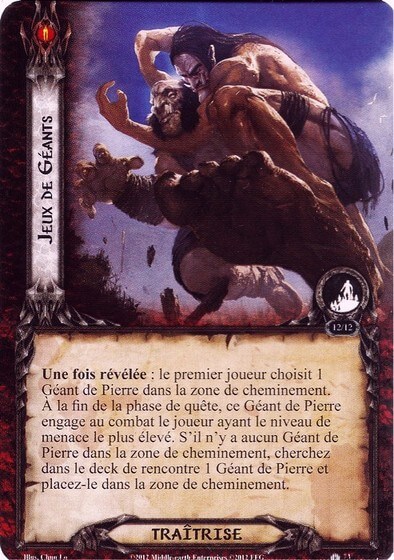 JEUX DE GÉANTS
12/12
Une fois révélée : le premier joueur choisit 1
Géant de Pierre dans la zone de cheminement.
À la fin de la phase de quête, ce Géant de Pierre
engage au combat le joueur ayant le niveau de
menace le plus élevé. S'il n'y a aucun Géant de
Pierre dans la zone de cheminement, cherchez
dans le deck de rencontre 1 Géant de Pierre et
placez-le dans la zone de cheminement.
TRAÎTRISE
©2012 Middle-earth Enterprises ©2012 FFG